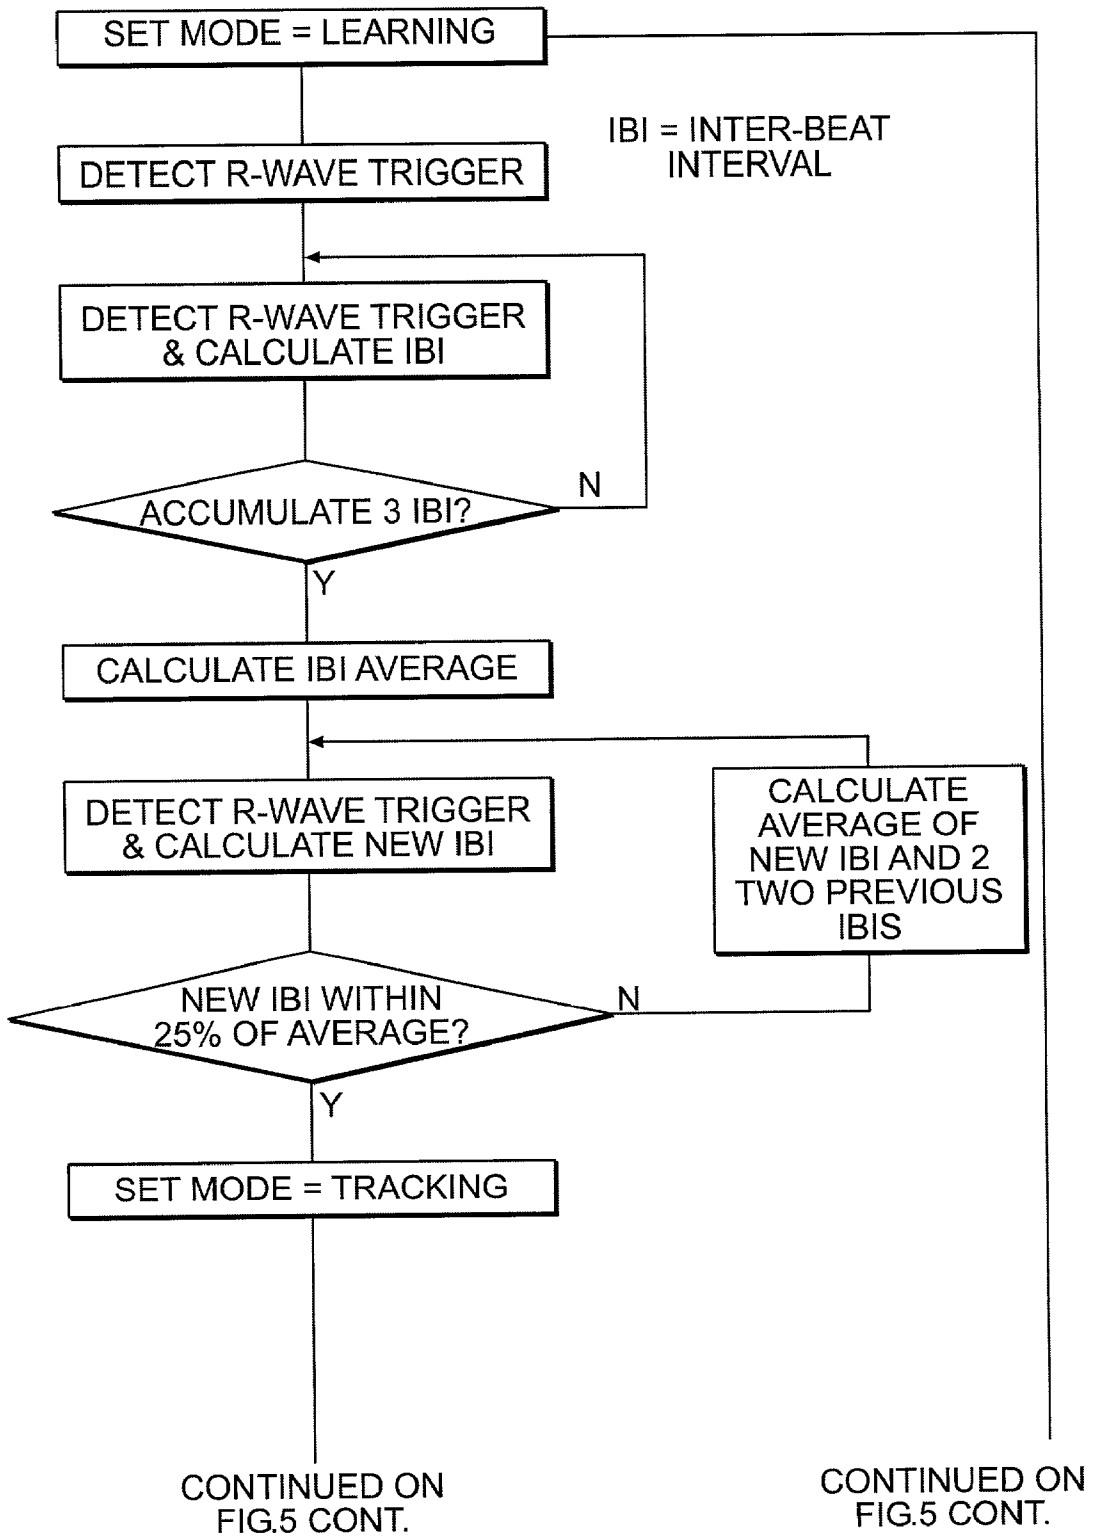 SET MODE = LEARNING
IBI = INTER-BEAT
INTERVAL
DETECT R-WAVE TRIGGER
DETECT R-WAVE TRIGGER
& CALCULATE IBI
N
ACCUMULATE 3 IBI?
Y
CALCULATE IBI AVERAGE
DETECT R-WAVE TRIGGER
& CALCULATE NEW IBI
CALCULATE
AVERAGE OF
NEW IBI AND 2
TWO PREVIOUS
IBIS
NEW IBI WITHIN
25% OF AVERAGE?
N
Y
SET MODE = TRACKING
CONTINUED ON
FIG.5 CONT.
CONTINUED ON
FIG.5 CONT.